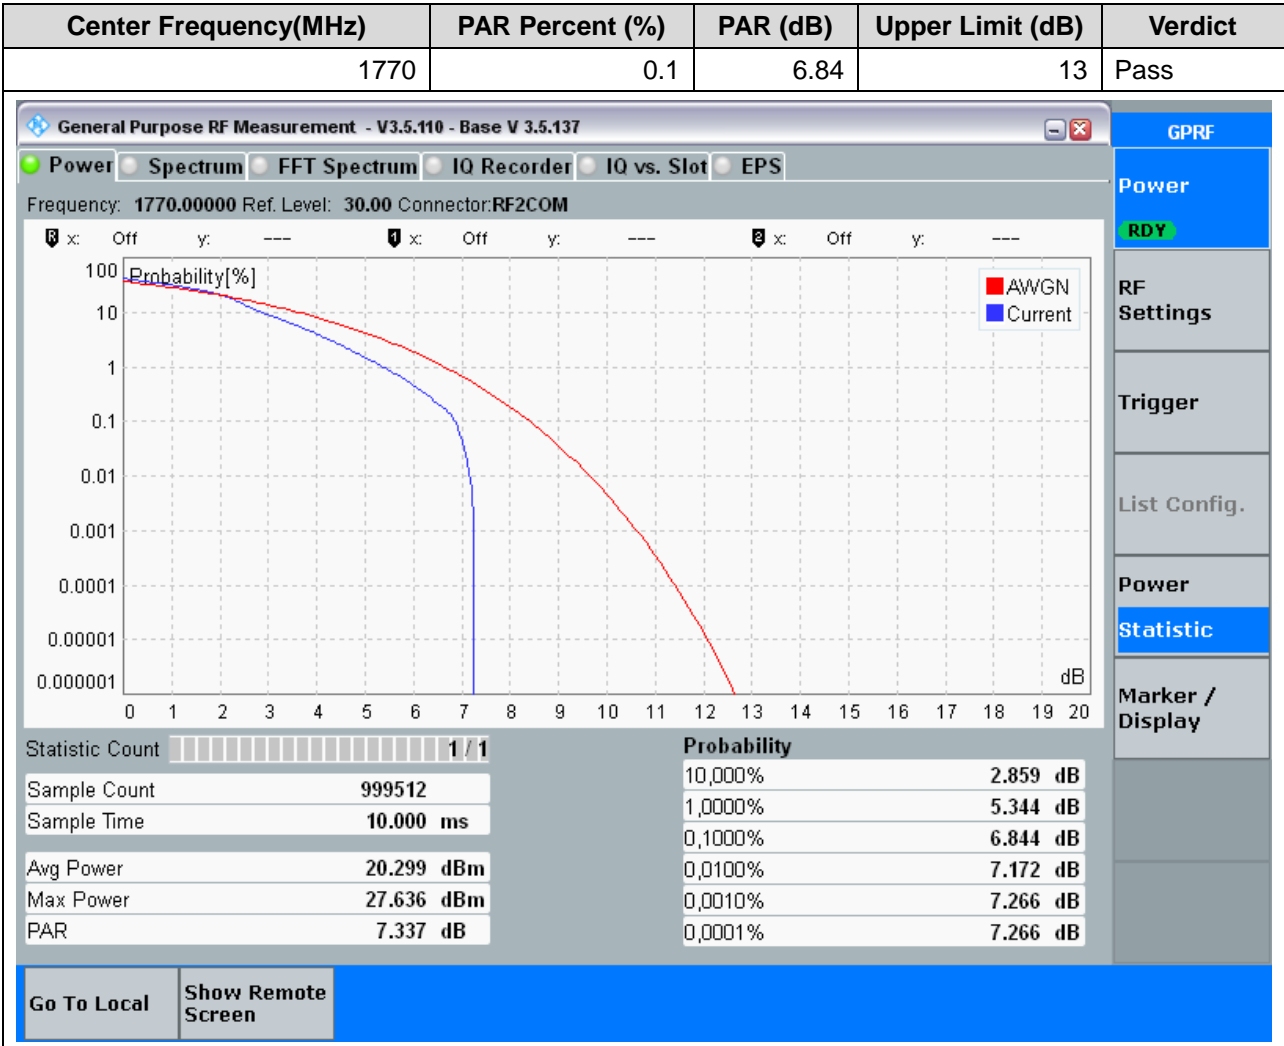 Center Frequency(MHz) PAR Percent (%) PAR (dB) Upper Limit (dB) Verdict
1770 0.1 6.84 13 Pass
General Purpose RF Measurement - V3.5.110 - Base V 3.5.137
GPRF
Power Spectrum FFT Spectrum IQ Recorder IQ vs. Slot EPS
Power
RDY
Frequency: 1770.00000 Ref. Level: 30.00 Connector:RF2COM
R x: Off y: --- 1 x: Off y: --- 2 x: Off y: ---
100 Probability[%]
AWGN
Current
10
1
0.1
0.01
0.001
0.0001
0.00001
0.000001
dB
0 1 2 3 4 5 6 7 8 9 10 11 12 13 14 15 16 17 18 19 20
RF
Settings
Trigger
List Config.
Power
Statistic
Marker /
Display
Statistic Count 1 / 1
Sample Count 999512
Sample Time 10.000 ms
Avg Power 20.299 dBm
Max Power 27.636 dBm
PAR 7.337 dB
Probability
10,000% 2.859 dB
1,0000% 5.344 dB
0,1000% 6.844 dB
0,0100% 7.172 dB
0,0010% 7.266 dB
0,0001% 7.266 dB
Go To Local
Show Remote
Screen